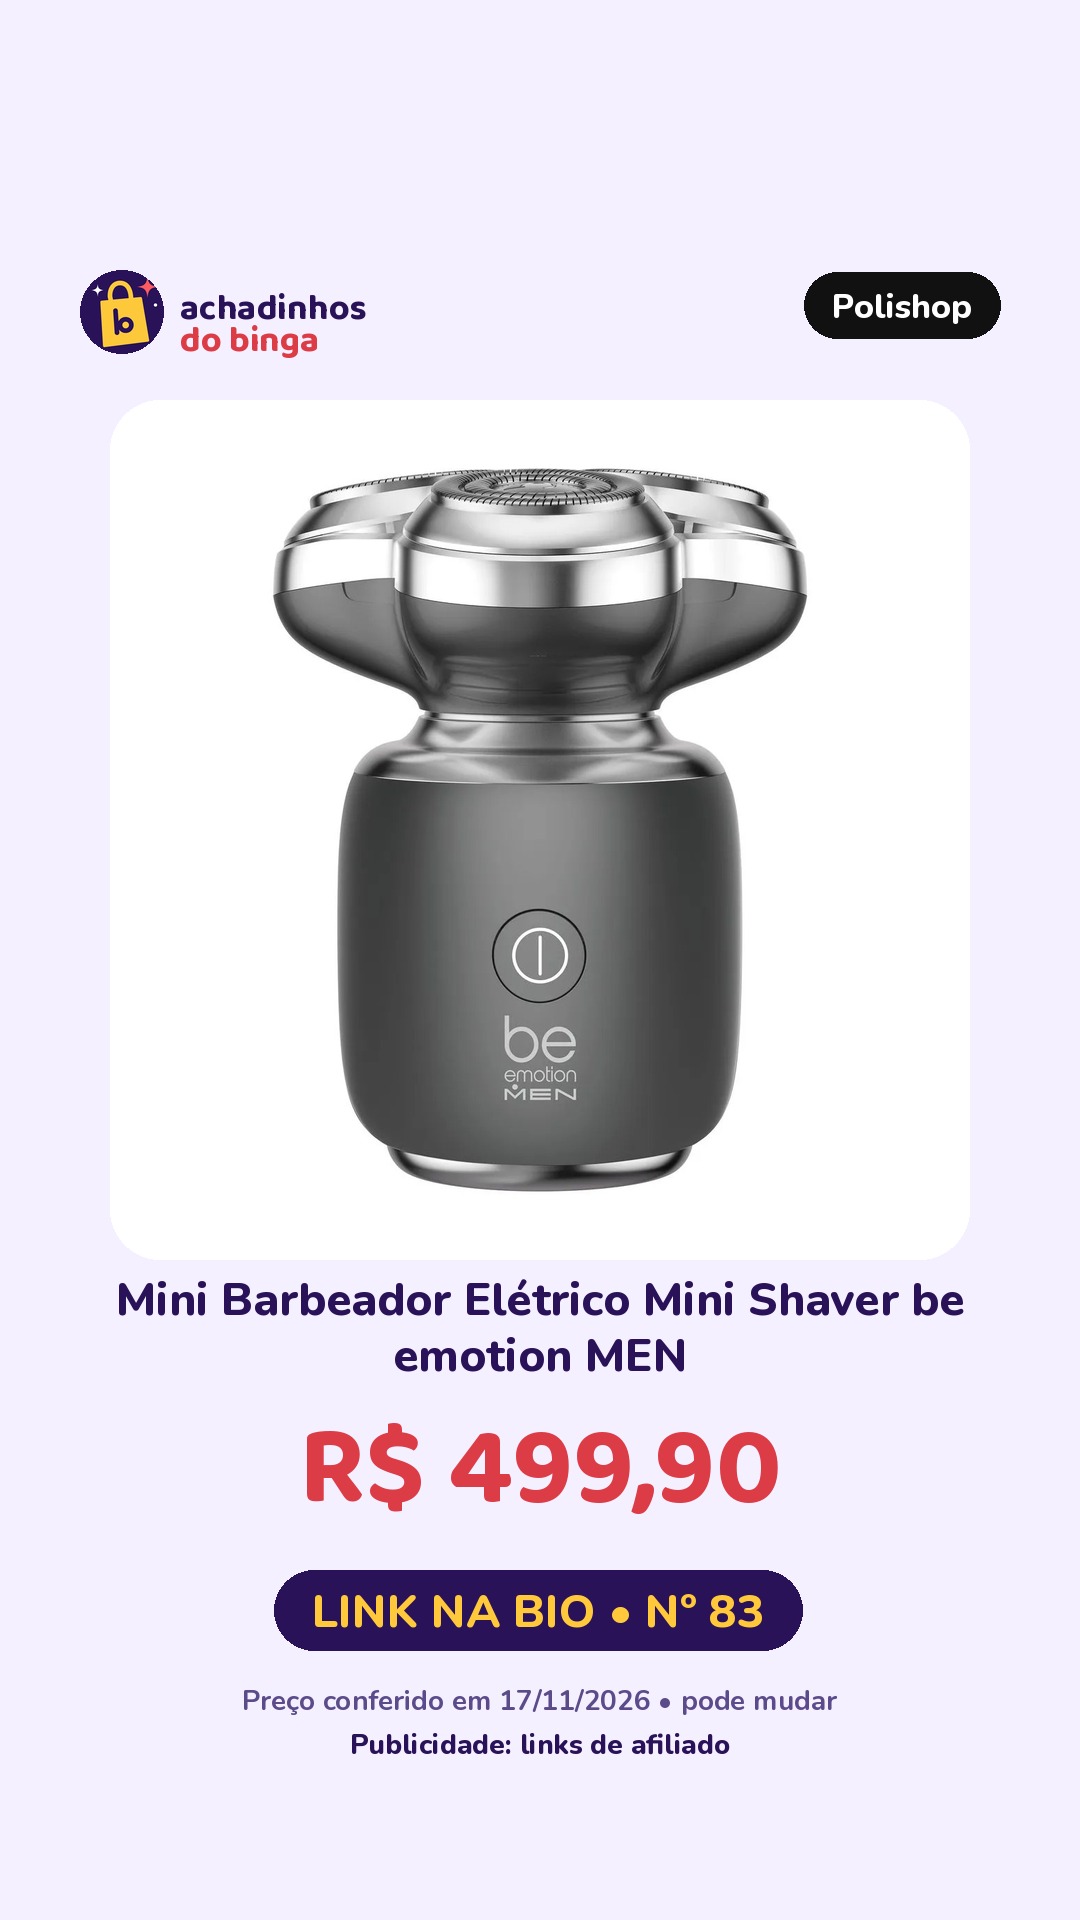 achadinhos
do binga
Polishop
b
be
emotion
MEN
Mini Barbeador Elétrico Mini Shaver be
emotion MEN
R$ 499,90
LINK NA BIO • Nº 83
Preço conferido em 17/11/2026 • pode mudar
Publicidade: links de afiliado